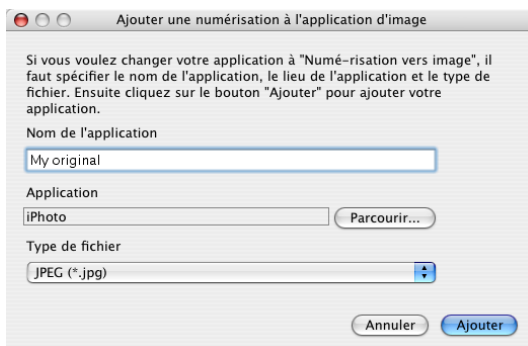 Ajouter une numérisation à l'application d'image
Si vous voulez changer votre application à "Numé-risation vers image", il
faut spécifier le nom de l'application, le lieu de l'application et le type de
fichier. Ensuite cliquez sur le bouton "Ajouter" pour ajouter votre
application.
Nom de l'application
My original
Application
iPhoto
Parcourir...
Type de fichier
JPEG (*.jpg)
Annuler
Ajouter